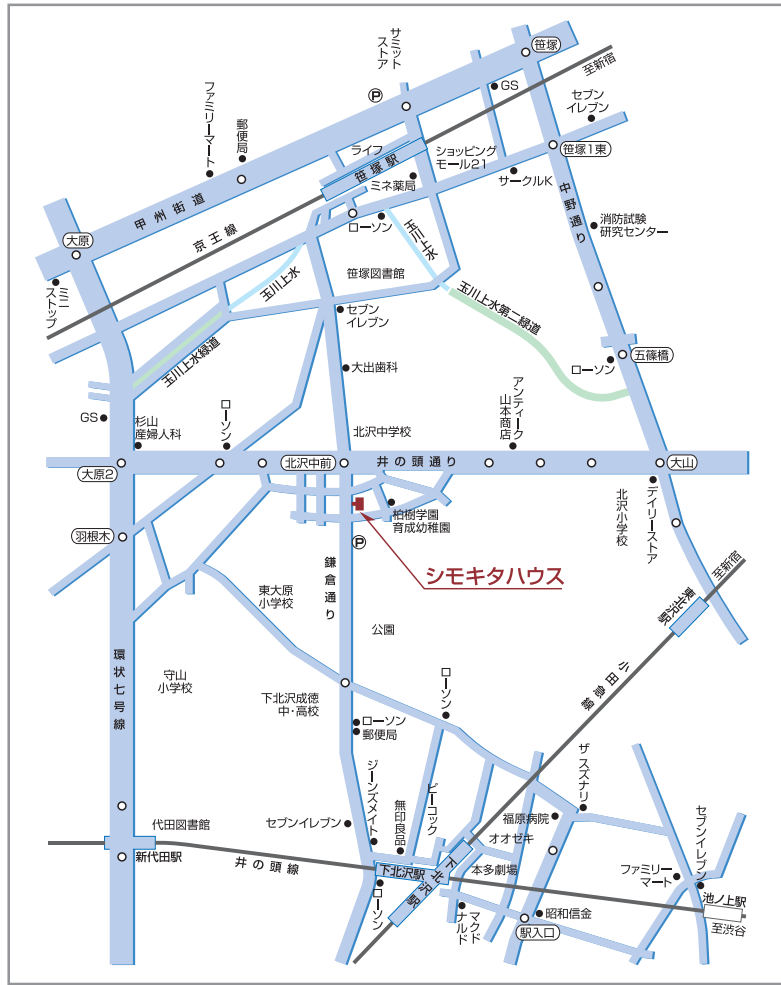 サミット
ストア
笹塚
至新宿
GS
セブン
イレブン
ファミリーマート
郵便局
P
ライフ
笹塚駅
ショッピング
モール21
ミネ薬局
サークルK
笹塚1東
甲州街道
京王線
中野通り
ローソン
玉川上水
消防試験
研究センター
大原
ミニ
ストップ
玉川上水
笹塚図書館
玉川上水第二緑道
セブン
イレブン
玉川上水緑道
大出歯科
ローソン
五篠橋
GS
杉山
産婦人科
ローソン
北沢中学校
アンティーク
山本商店
大原2
北沢中前
井の頭通り
大山
北沢小学校
デイリーストア
柏樹学園
育成幼稚園
羽根木
P
シモキタハウス
至新宿
東北沢駅
鎌倉通り
東大原
小学校
公園
環状七号線
守山
小学校
小田急線
下北沢成徳
中・高校
ローソン
ローソン
郵便局
ジーンズメイト
無印良品
ピーコック
ザ スズナリ
福原病院
オオゼキ
セブンイレブン
代田図書館
セブンイレブン
新代田駅
井の頭線
下北沢駅
下北沢駅
本多劇場
ファミリー
マート
池ノ上駅
至渋谷
ローソン
マクド
ナルド
昭和信金
駅入口